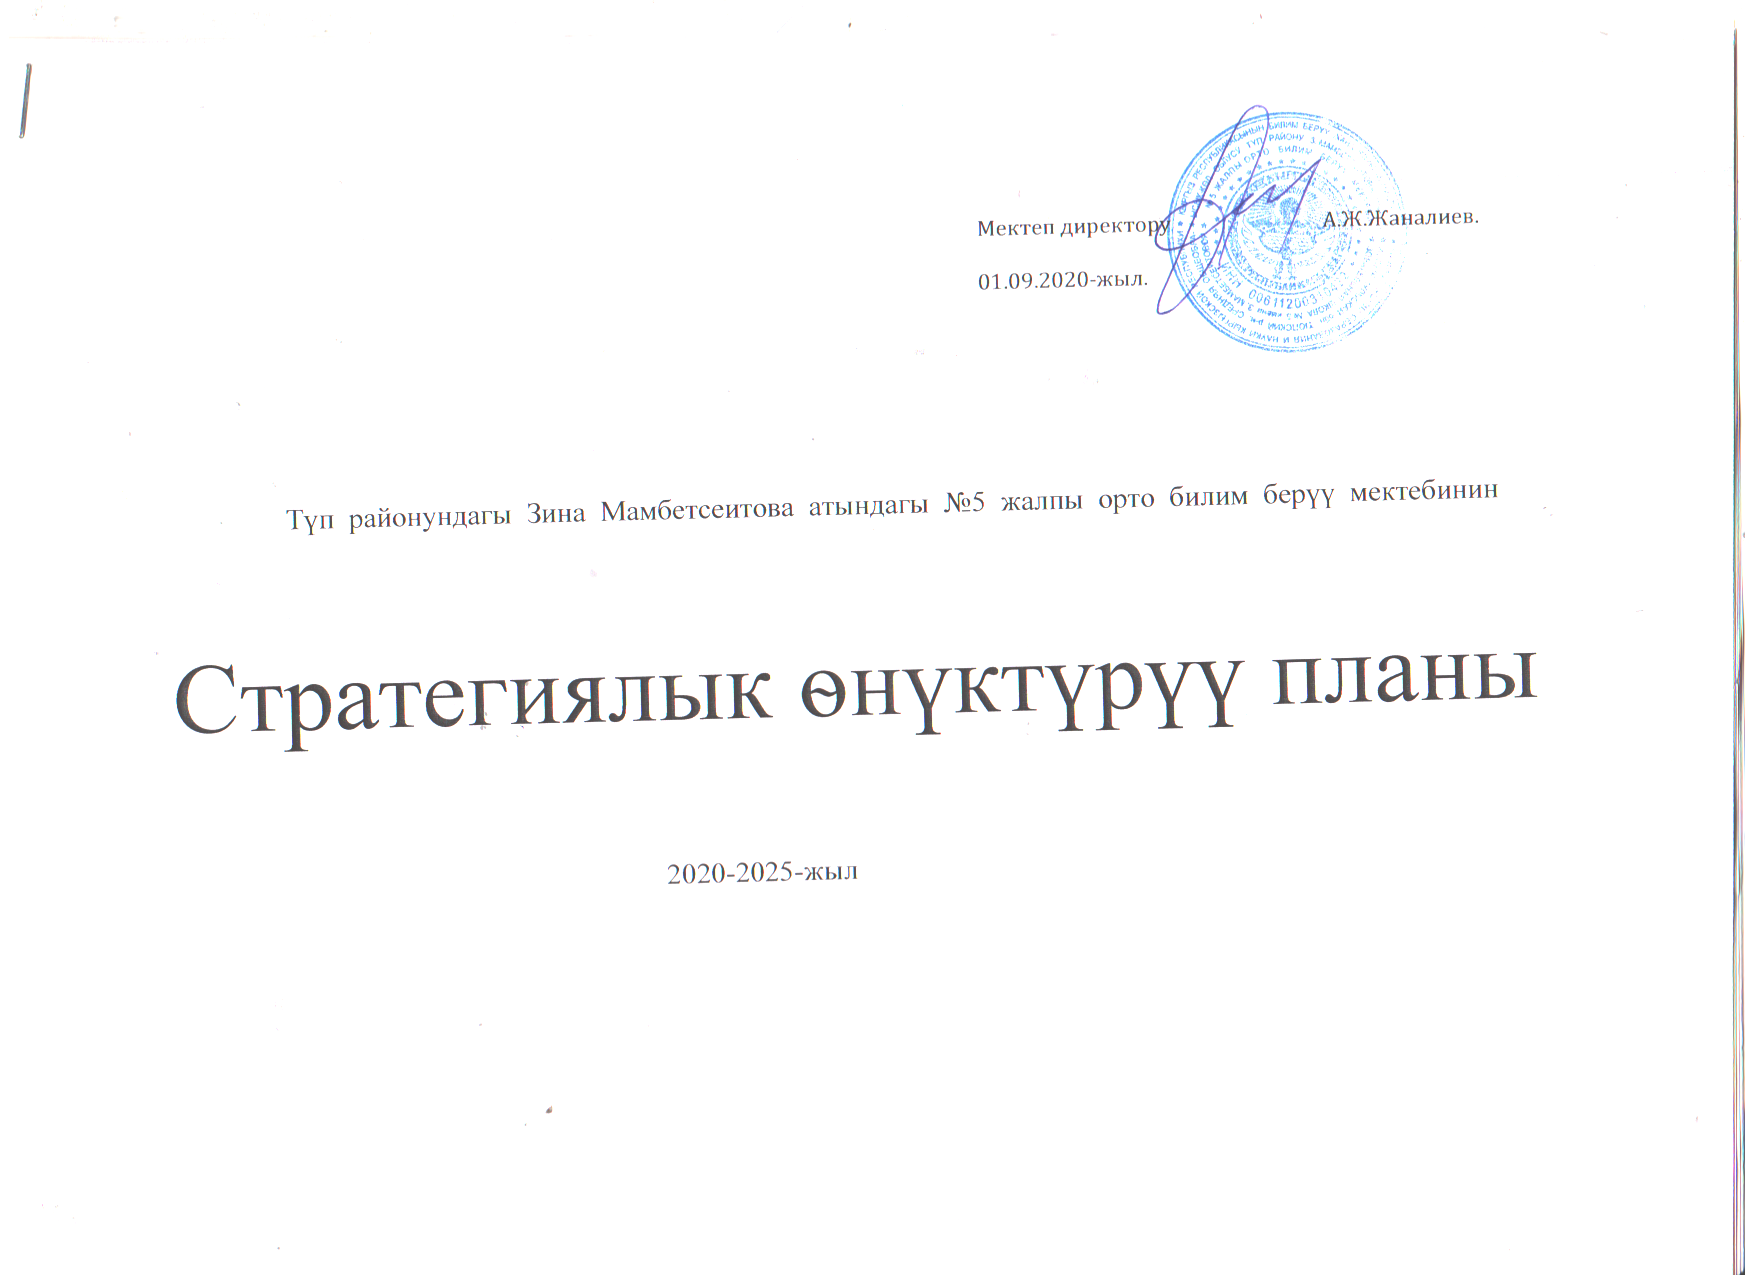 Мектеп директору А.Ж.Жаналиев.
01.09.2020-жыл.
Түп районундагы Зина Мамбетсеитова атындагы №5 жалпы орто билим берүү мектебинин
Стратегиялык өнүктүрүү планы
2020-2025-жыл